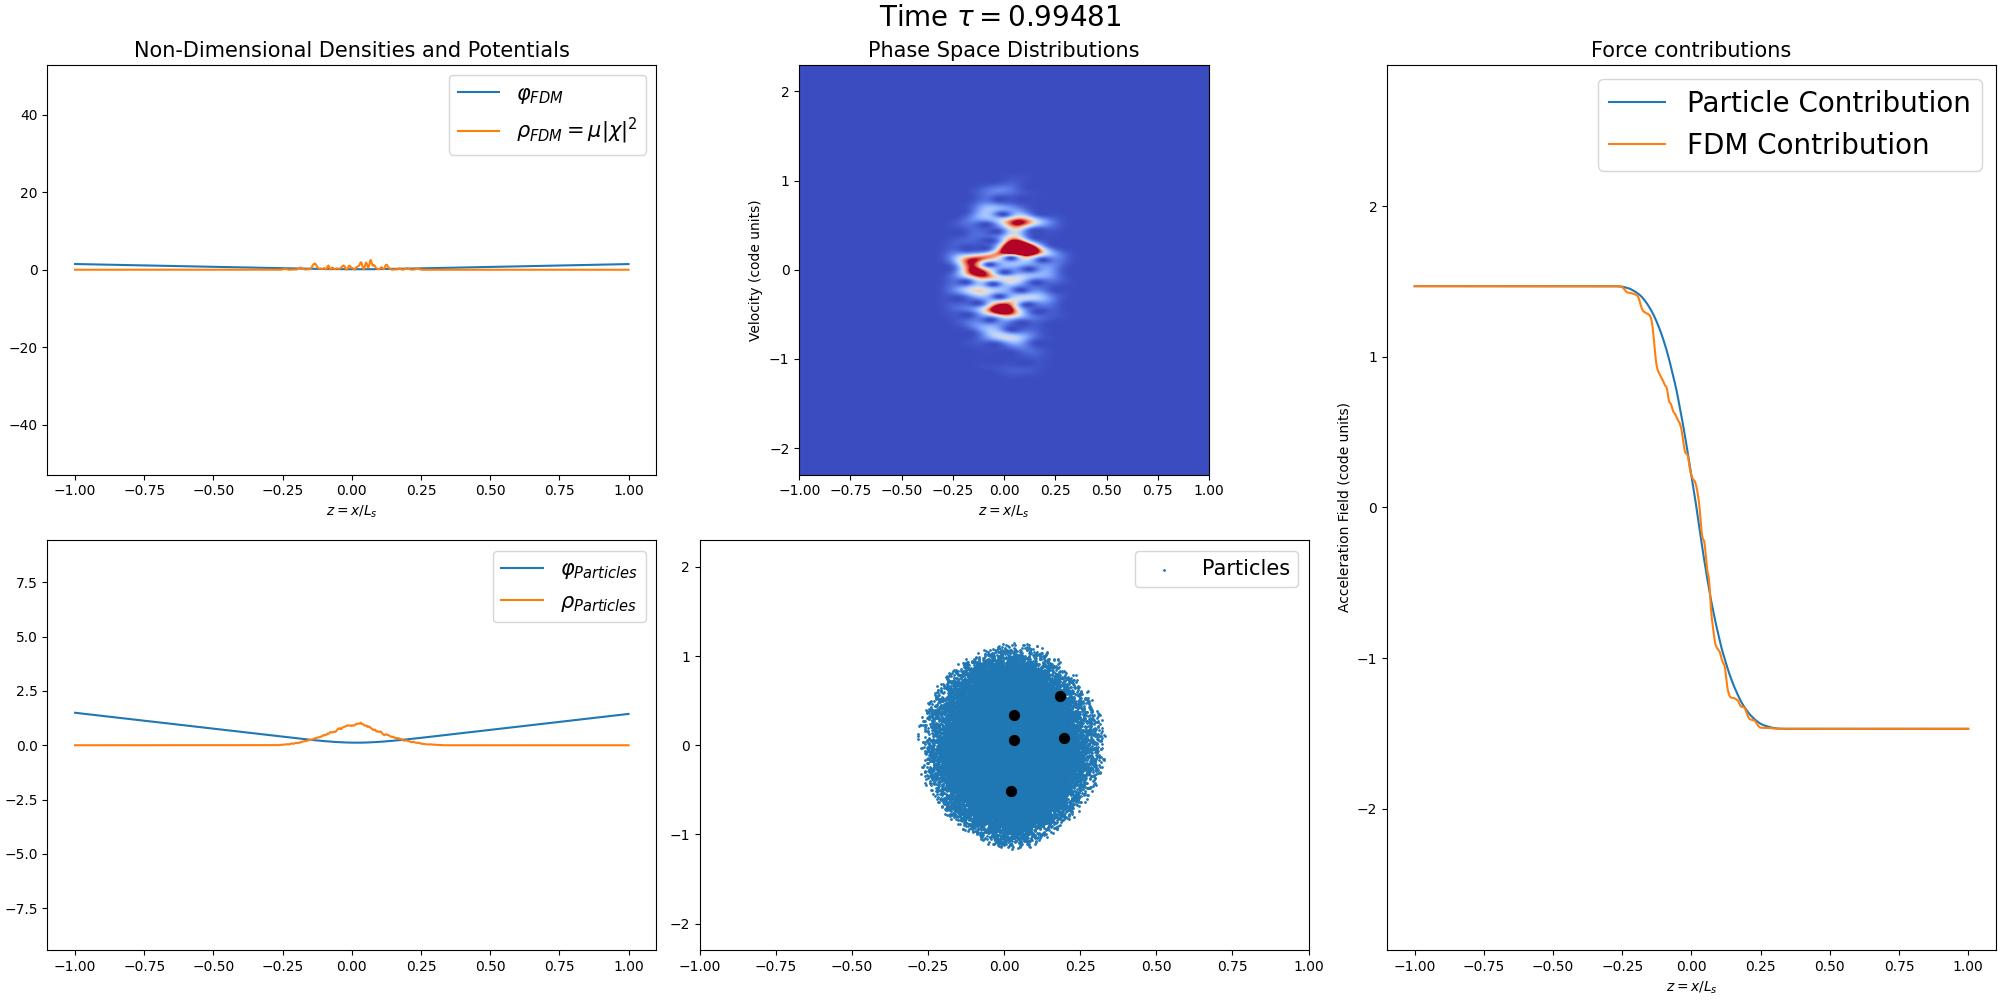 Time τ = 0.99481
Non-Dimensional Densities and Potentials
φ_FDM
ρ_FDM = μ|χ|²
40
20
0
−20
−40
−1.00 −0.75 −0.50 −0.25 0.00 0.25 0.50 0.75 1.00
z = x/L_s
Phase Space Distributions
Velocity (code units)
2
1
0
−1
−2
−1.00 −0.75 −0.50 −0.25 0.00 0.25 0.50 0.75 1.00
z = x/L_s
Force contributions
Particle Contribution
FDM Contribution
Acceleration Field (code units)
2
1
0
−1
−2
−1.00 −0.75 −0.50 −0.25 0.00 0.25 0.50 0.75 1.00
z = x/L_s
φ_Particles
ρ_Particles
7.5
5.0
2.5
0.0
−2.5
−5.0
−7.5
−1.00 −0.75 −0.50 −0.25 0.00 0.25 0.50 0.75 1.00
Particles
2
1
0
−1
−2
−1.00 −0.75 −0.50 −0.25 0.00 0.25 0.50 0.75 1.00